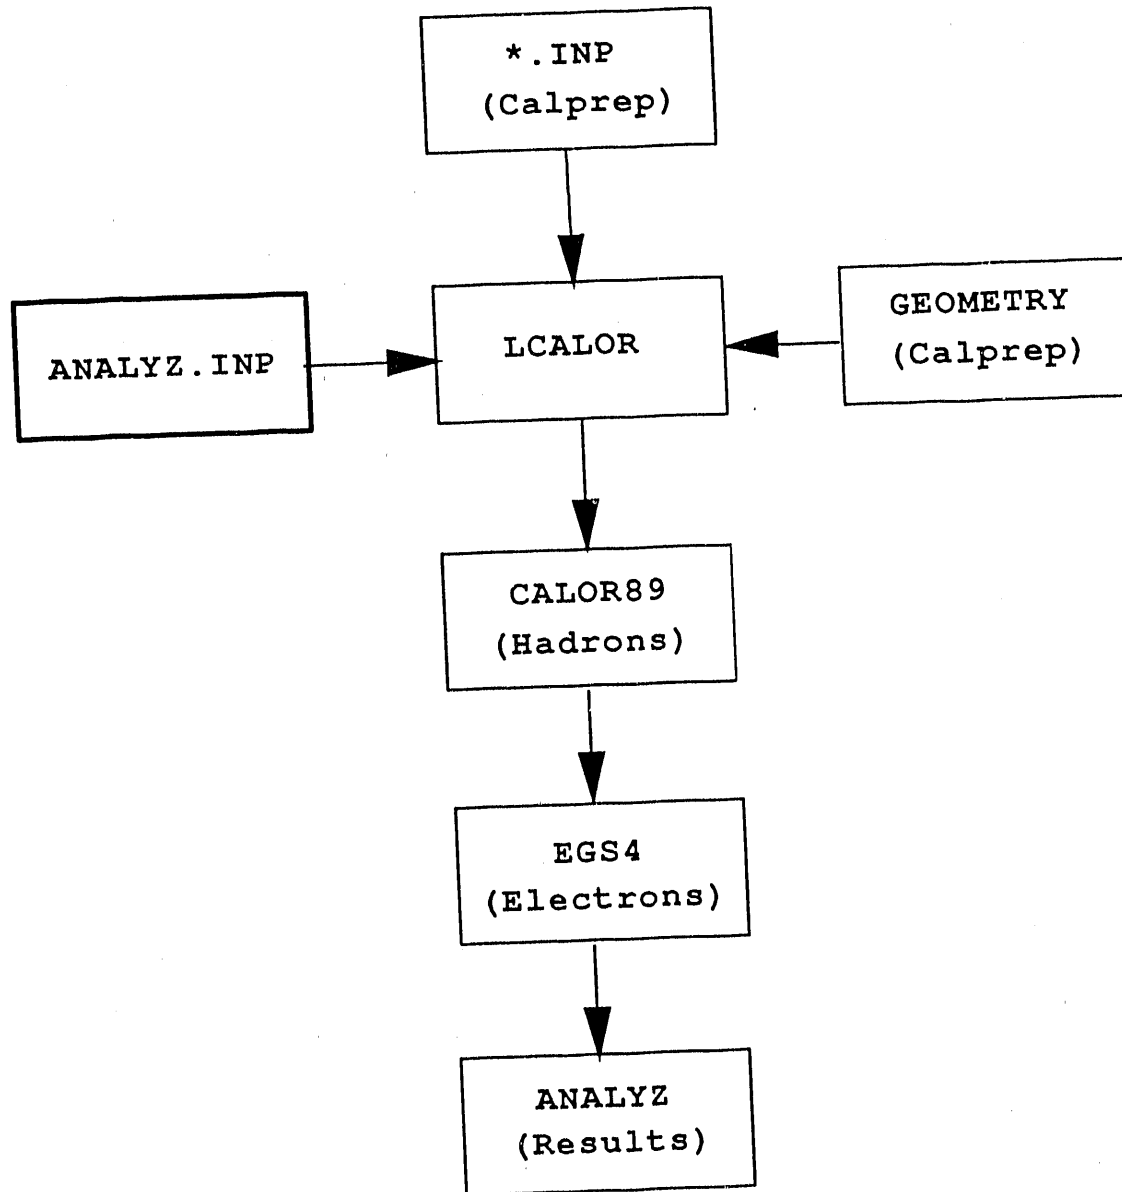 *.INP
(Calprep)
ANALYZ.INP
LCALOR
GEOMETRY
(Calprep)
CALOR89
(Hadrons)
EGS4
(Electrons)
ANALYZ
(Results)